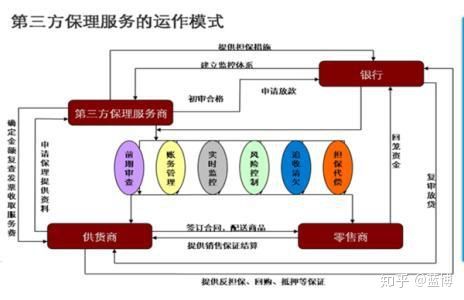 第三方保理服务的运作模式
提供担保措施
建立监控体系
银行
初审合格
申请放款
第三方保理服务商
确定金额复查发票收取服务费
申请保理提供资料
前期审查
账务管理
实时监控
风险控制
追收清欠
担保代偿
回笼资金
复审放贷
供货商
签订合同，配送商品
提供销售保证结算
零售商
提供反担保、回购、抵押等保证
知乎 @蓝博